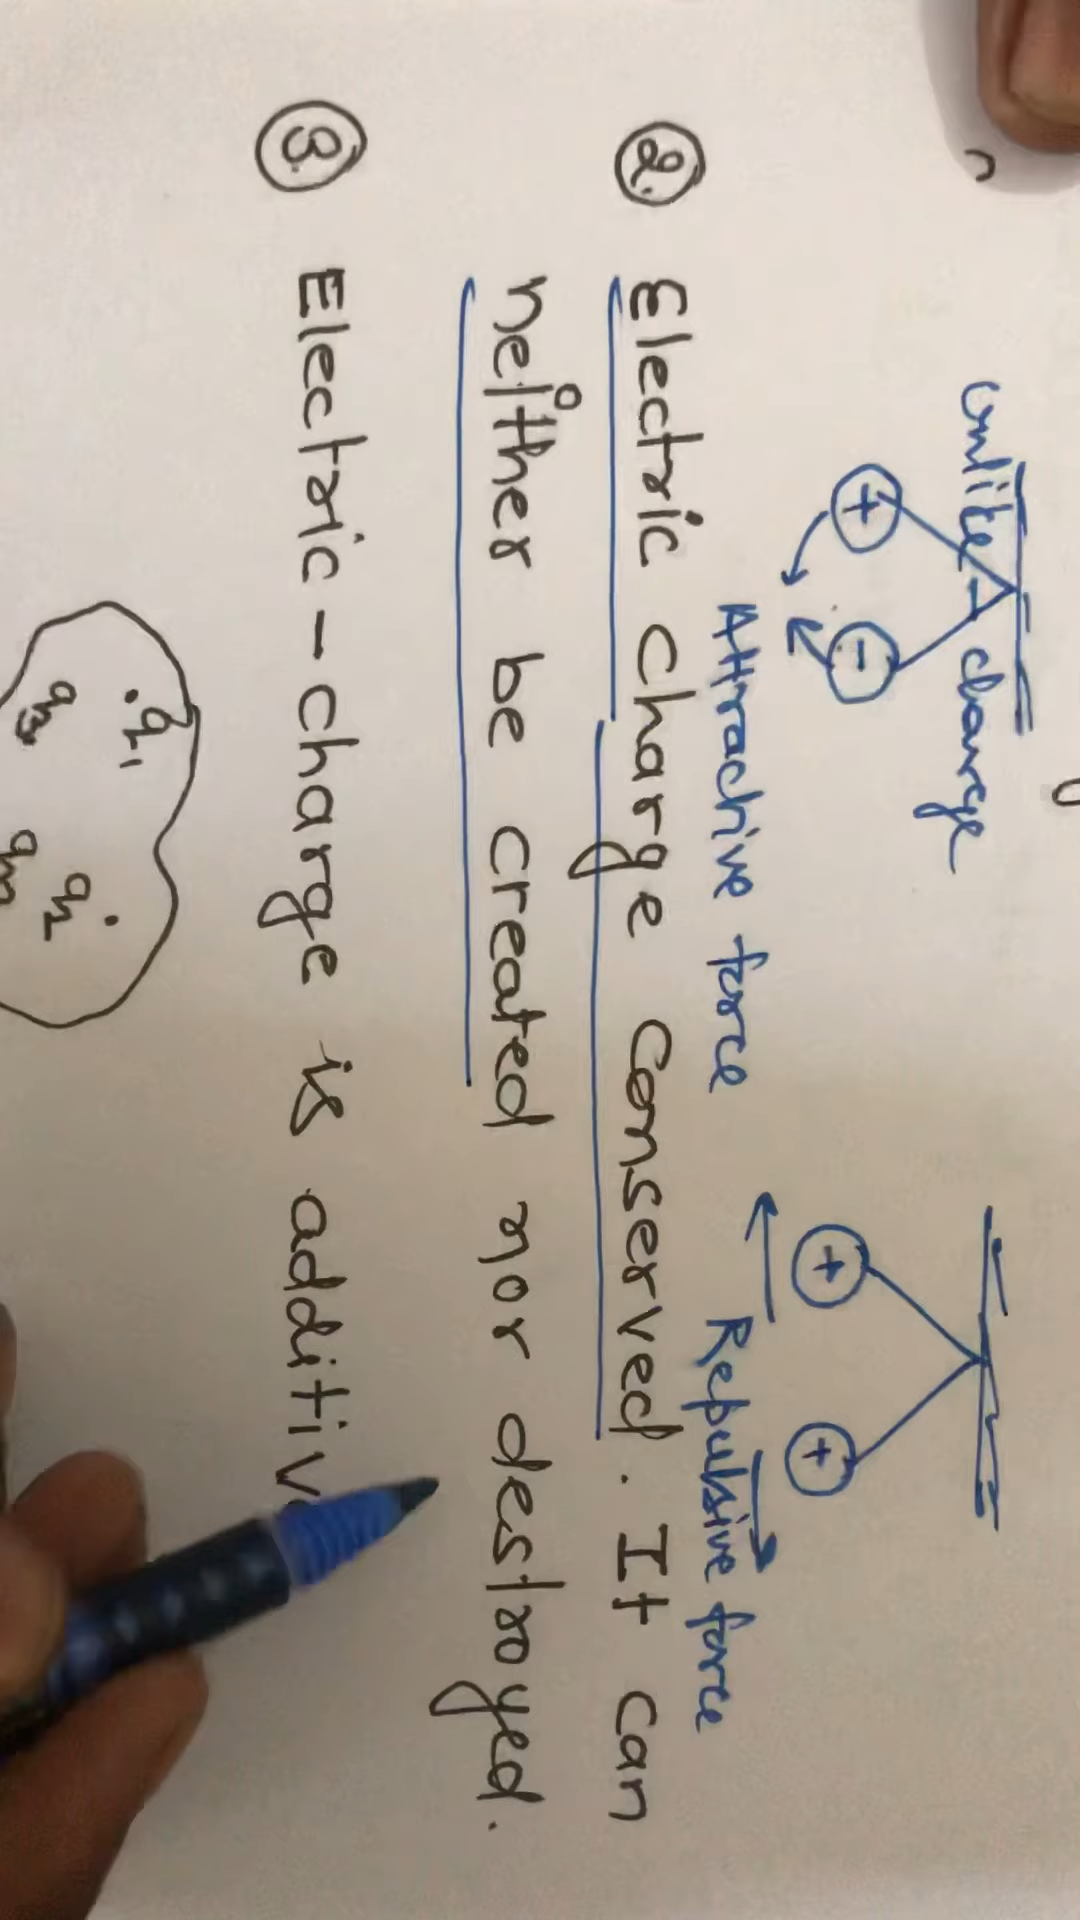 unlike charge
+ -
+ +
Attrachive force
Repulsive force
2. Electric charge conserved. It can
neither be created nor destroyed.
3. Electric-charge is additiv
q1
q2
q3